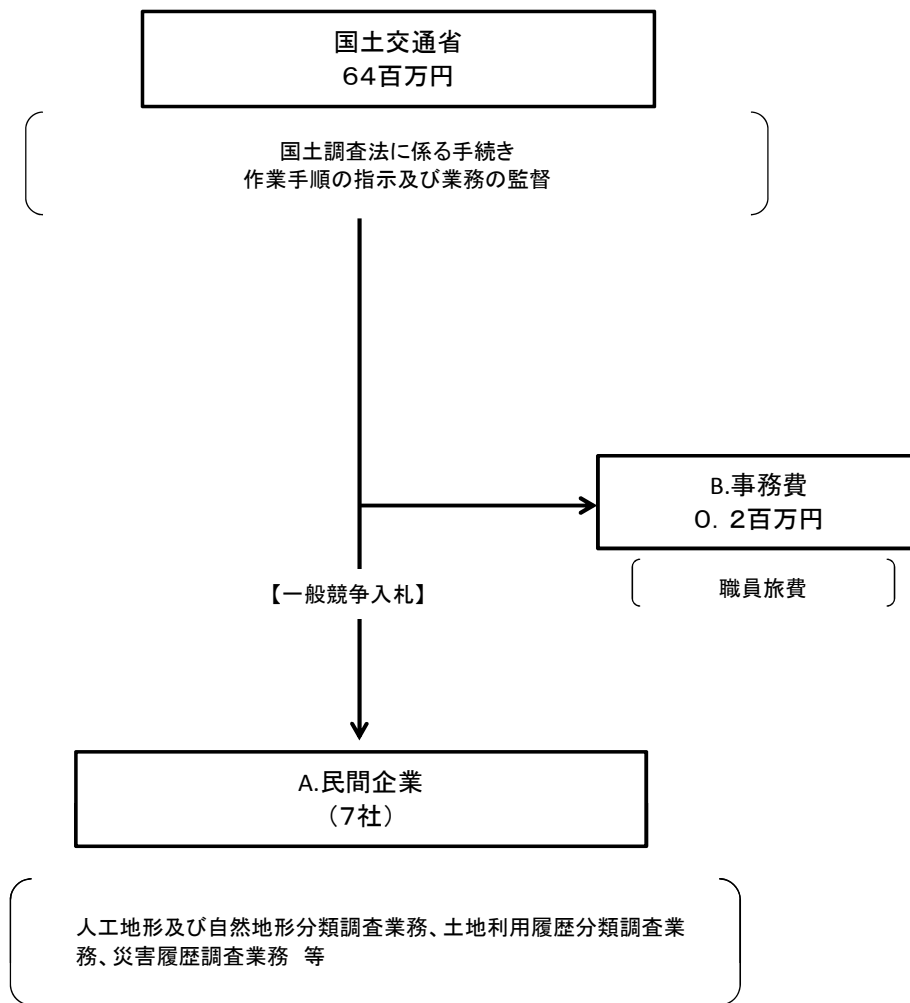 国土交通省
６４百万円
国土調査法に係る手続き
作業手順の指示及び業務の監督
B.事務費
０．２百万円
職員旅費
【一般競争入札】
A.民間企業
（７社）
人工地形及び自然地形分類調査業務、土地利用履歴分類調査業
務、災害履歴調査業務　等